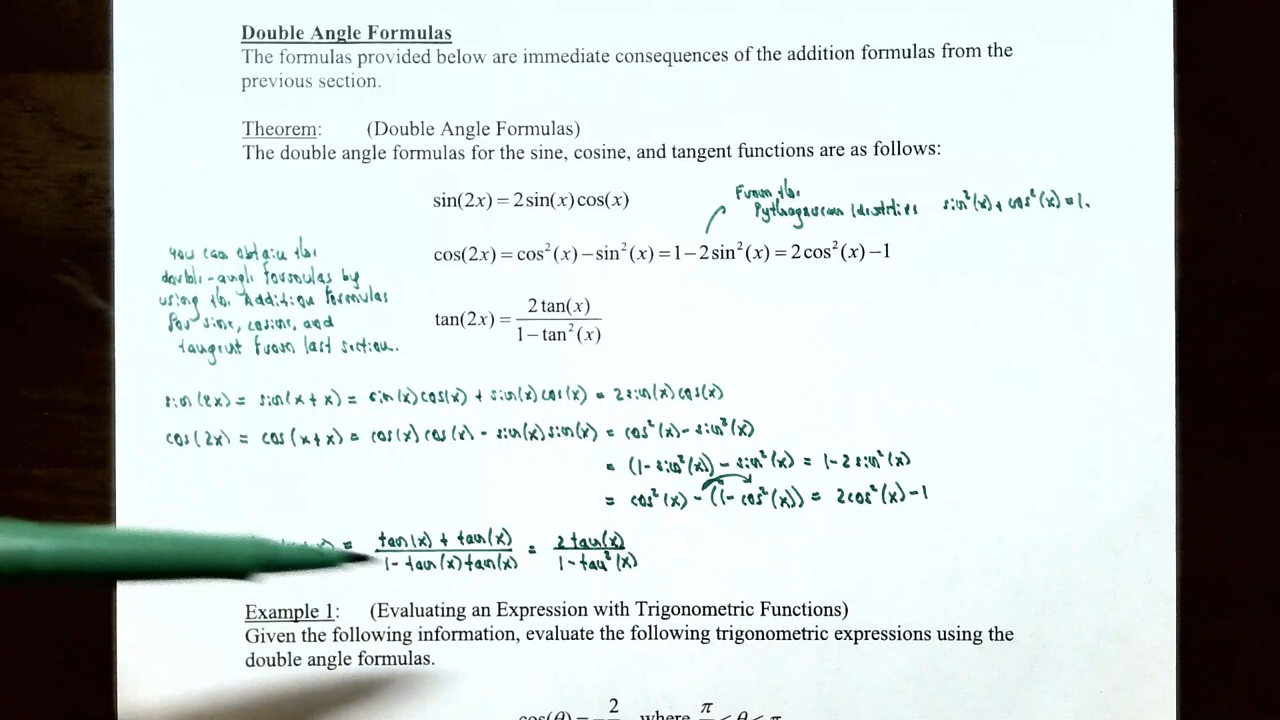 Double Angle Formulas
The formulas provided below are immediate consequences of the addition formulas from the
previous section.
Theorem: (Double Angle Formulas)
The double angle formulas for the sine, cosine, and tangent functions are as follows:
sin(2x) = 2sin(x)cos(x)
From the
Pythagorean Identities sin²(x) + cos²(x) = 1.
cos(2x) = cos²(x) − sin²(x) = 1 − 2sin²(x) = 2cos²(x) − 1
You can obtain the
double-angle formulas by
using the Addition Formulas
for sine, cosine, and
tangent from last section.
tan(2x) = 2tan(x) / 1 − tan²(x)
sin(2x) = sin(x+x) = sin(x)cos(x) + sin(x)cos(x) = 2sin(x)cos(x)
cos(2x) = cos(x+x) = cos(x)cos(x) - sin(x)sin(x) = cos²(x) - sin²(x)
= (1 - sin²(x)) - sin²(x) = 1 - 2sin²(x)
= cos²(x) - (1 - cos²(x)) = 2cos²(x) - 1
= tan(x) + tan(x) / 1 - tan(x)tan(x) = 2tan(x) / 1 - tan²(x)
Example 1: (Evaluating an Expression with Trigonometric Functions)
Given the following information, evaluate the following trigonometric expressions using the
double angle formulas.
cos(θ) = 2 where π < θ < π